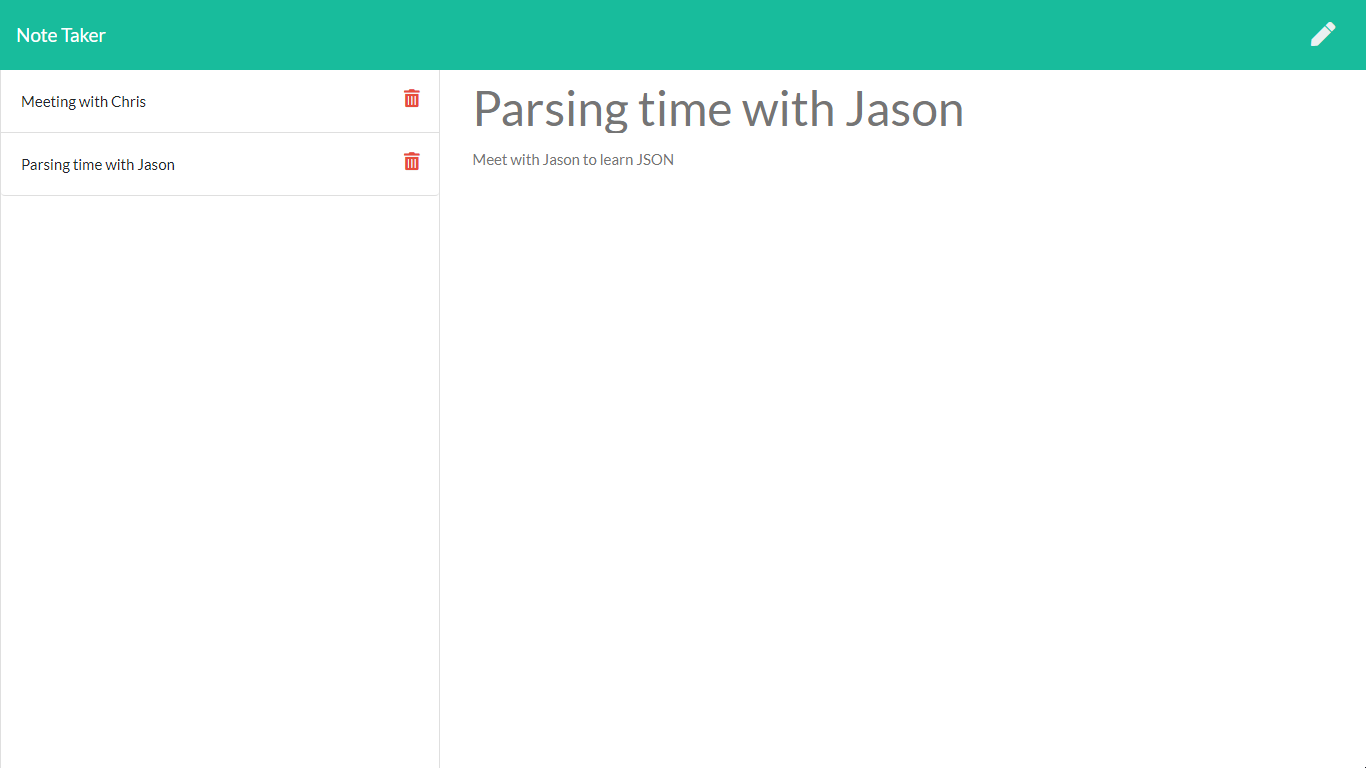 Note Taker
Meeting with Chris
Parsing time with Jason
Parsing time with Jason
Meet with Jason to learn JSON